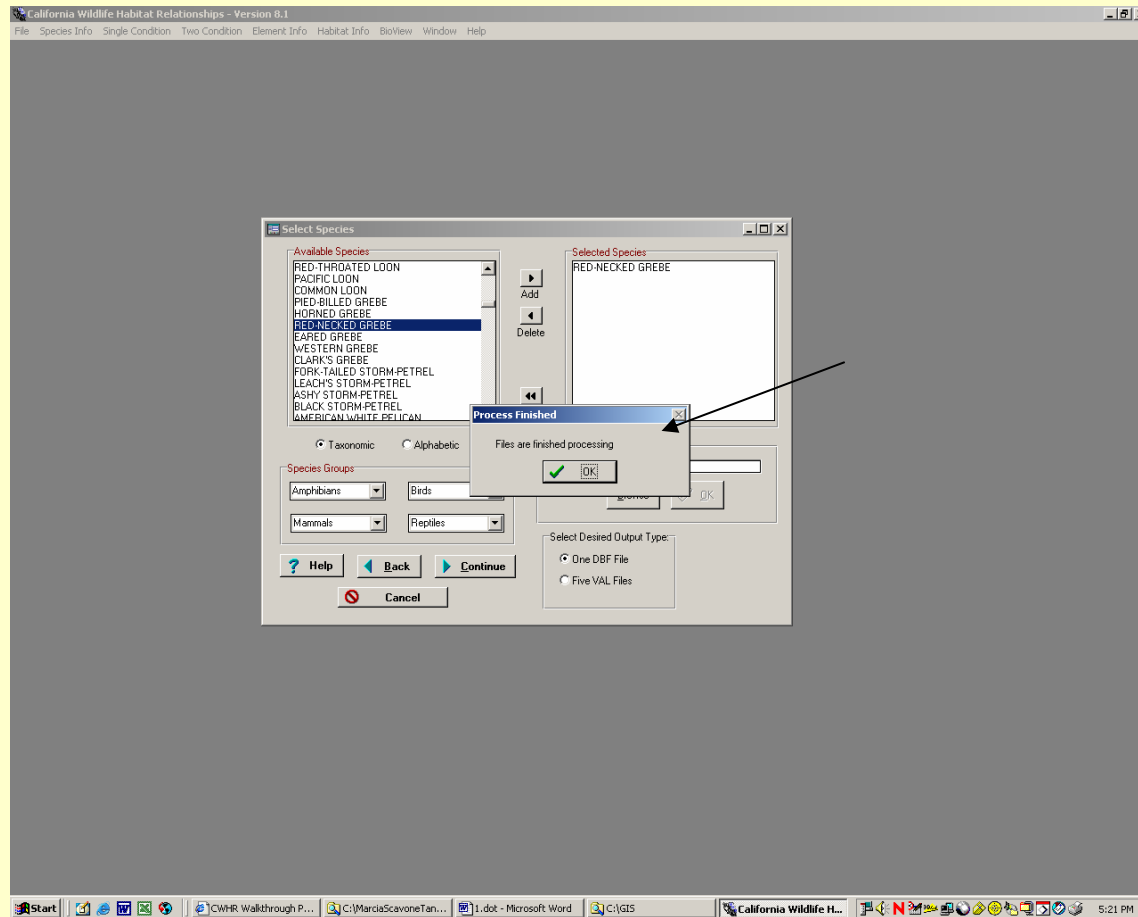 California Wildlife Habitat Relationships - Version 8.1
File Species Info Single Condition Two Condition Element Info Habitat Info BioView Window Help
Select Species
Available Species
RED-THROATED LOON
PACIFIC LOON
COMMON LOON
PIED-BILLED GREBE
HORNED GREBE
RED-NECKED GREBE
EARED GREBE
WESTERN GREBE
CLARK'S GREBE
FORK-TAILED STORM-PETREL
LEACH'S STORM-PETREL
ASHY STORM-PETREL
BLACK STORM-PETREL
AMERICAN WHITE PELICAN
Add
Delete
Selected Species
RED-NECKED GREBE
Process Finished
Files are finished processing
OK
Taxonomic Alphabetic
Species Groups
Amphibians Birds
Mammals Reptiles
OK
Help Back Continue
Cancel
Select Desired Output Type:
One DBF File
Five VAL Files
Start CWHR Walkthrough P... C:\MarciaScavoneTan... 1.dot - Microsoft Word C:\GIS California Wildlife H... 5:21 PM